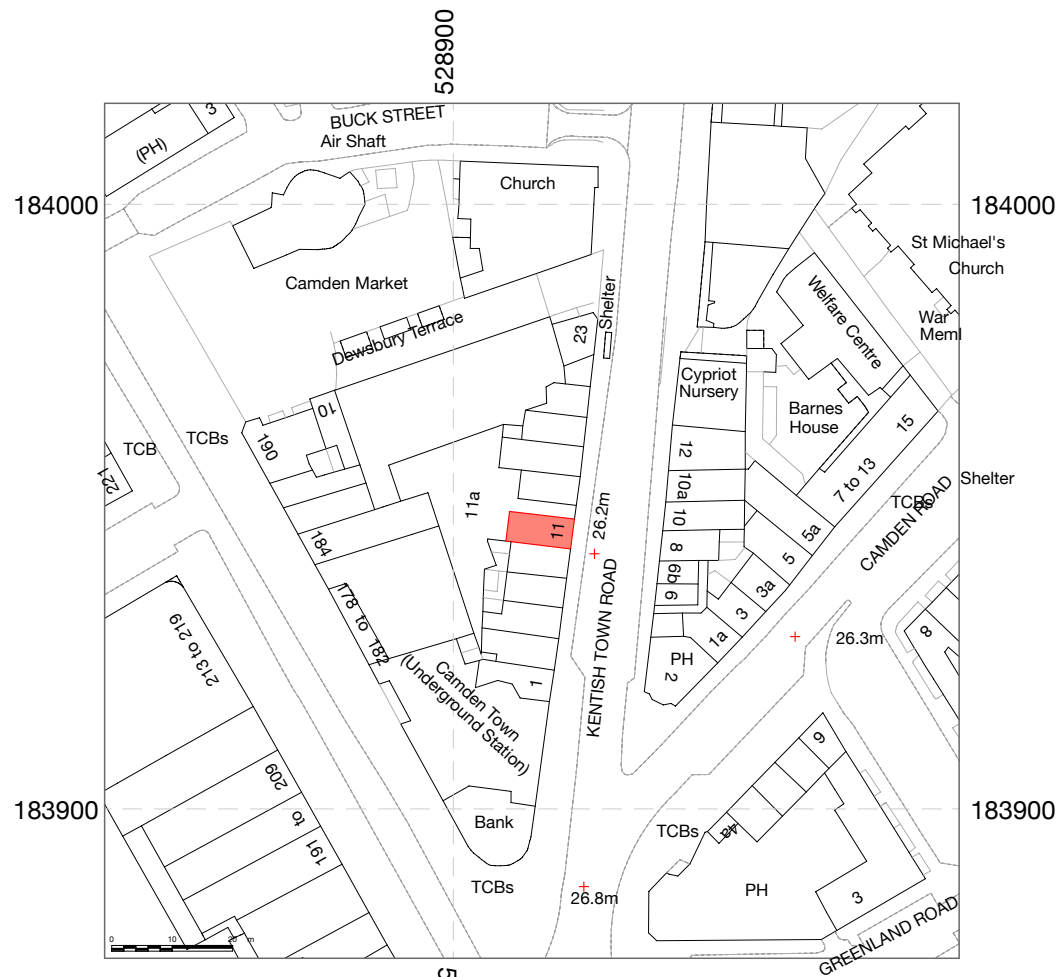 528900
BUCK STREET
Air Shaft
3
(PH)
Church
184000
184000
St Michael's
Church
Camden Market
Welfare Centre
War
Meml
Shelter
Dewsbury Terrace
23
Cypriot
Nursery
Barnes
House
10
15
TCB
TCBs
190
12
7 to 13
221
11a
10a
Shelter
TCBs
CAMDEN ROAD
26.2m
11
10
5a
184
8
5
6b
3a
6
178 to 182
KENTISH TOWN ROAD
3
1a
8
26.3m
213 to 219
PH
2
1
Camden Town
(Underground Station)
9
209
to
191
183900
183900
Bank
TCBs
4a
TCBs
PH
3
26.8m
GREENLAND ROAD
0 10 20 m
5